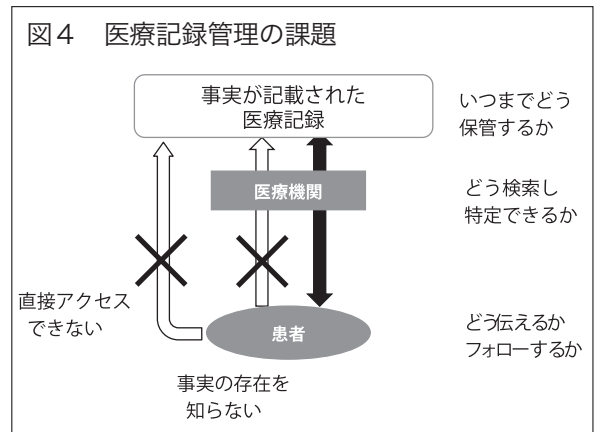 図４　医療記録管理の課題
事実が記載された
医療記録
いつまでどう
保管するか
医療機関
どう検索し
特定できるか
直接アクセス
できない
患者
どう伝えるか
フォローするか
事実の存在を
知らない